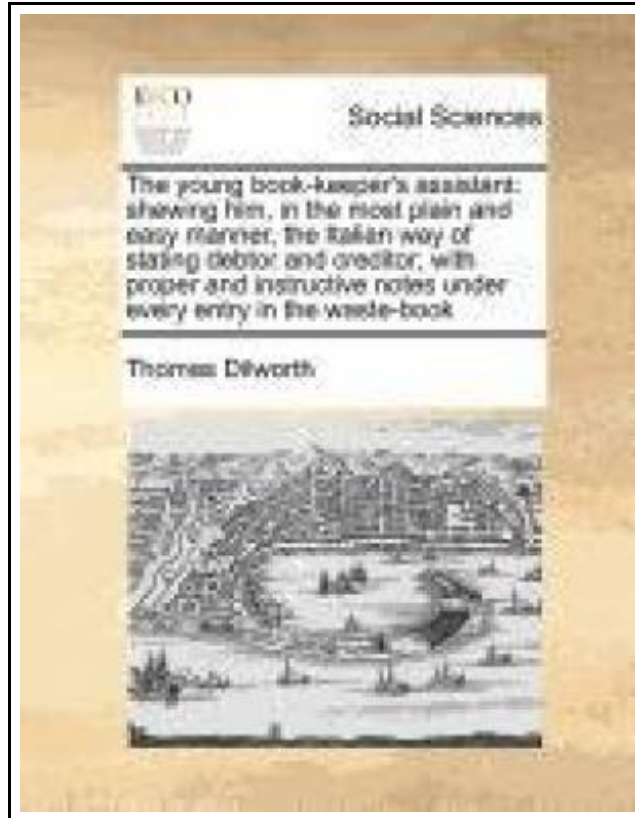 ECCO
Social Sciences
The young book-keeper's assistant:
shewing him, in the most plain and
easy manner, the Italian way of
stating debtor and creditor; with
proper and instructive notes under
every entry in the waste-book
Thomas Dilworth